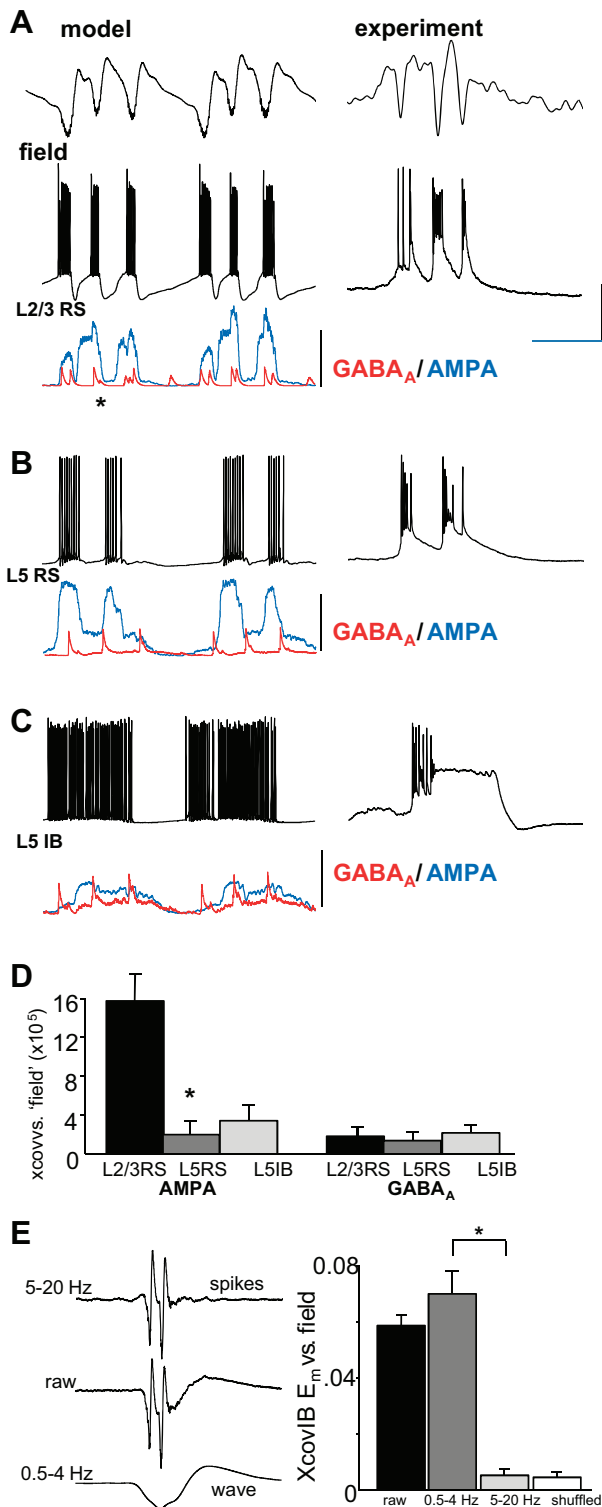 A
model
experiment
field
L2/3 RS
GABAA/AMPA
*
B
L5 RS
GABAA/AMPA
C
L5 IB
GABAA/AMPA
D
xcovvs. 'field' (x10⁵)
16
12
8
4
0
*
L2/3RS
L5RS
L5IB
L2/3RS
L5RS
L5IB
AMPA
GABAA
E
5-20 Hz
spikes
raw
0.5-4 Hz
wave
XcovIB Em vs. field
0.08
.04
0
*
raw
0.5-4 Hz
5-20 Hz
shuffled